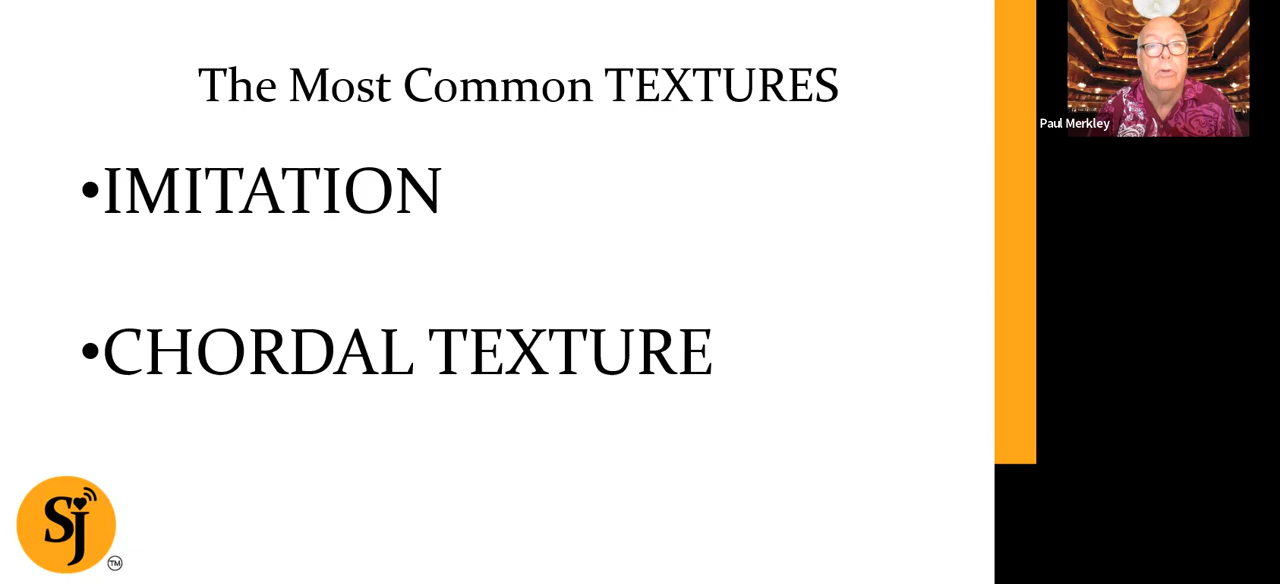 The Most Common TEXTURES
•IMITATION
•CHORDAL TEXTURE
Paul Merkley
SJ
TM